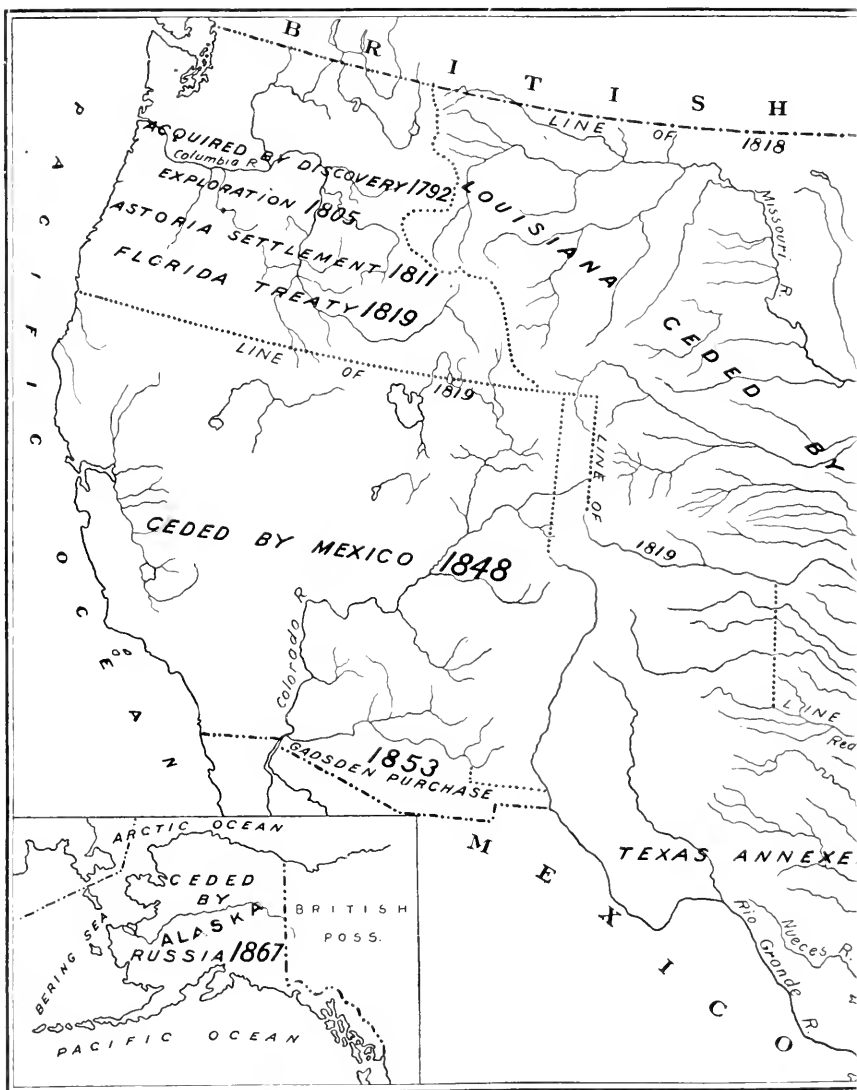 BRITISH
LINE OF 1818
PACIFIC OCEAN
ACQUIRED BY DISCOVERY 1792
Columbia R.
EXPLORATION 1805
ASTORIA SETTLEMENT 1811
FLORIDA TREATY 1819
LINE OF 1819
LOUISIANA
CEDED BY
Missouri R.
LINE OF 1819
CEDED BY MEXICO 1848
Colorado R
LINE
Red
1853
GADSDEN PURCHASE
MEXICO
TEXAS ANNEXE
Rio Grande R.
Nueces R.
ARCTIC OCEAN
CEDED
BY
ALASKA
RUSSIA 1867
BRITISH
POSS.
BERING SEA
PACIFIC OCEAN